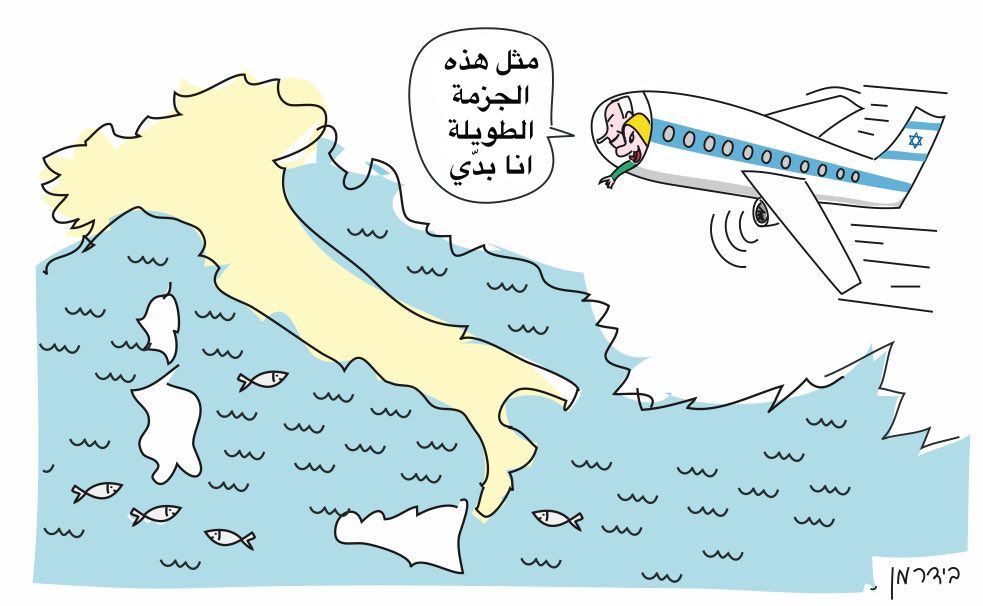 مثل هذه
الجزمة
الطويلة
انا بدّي
בידרמן